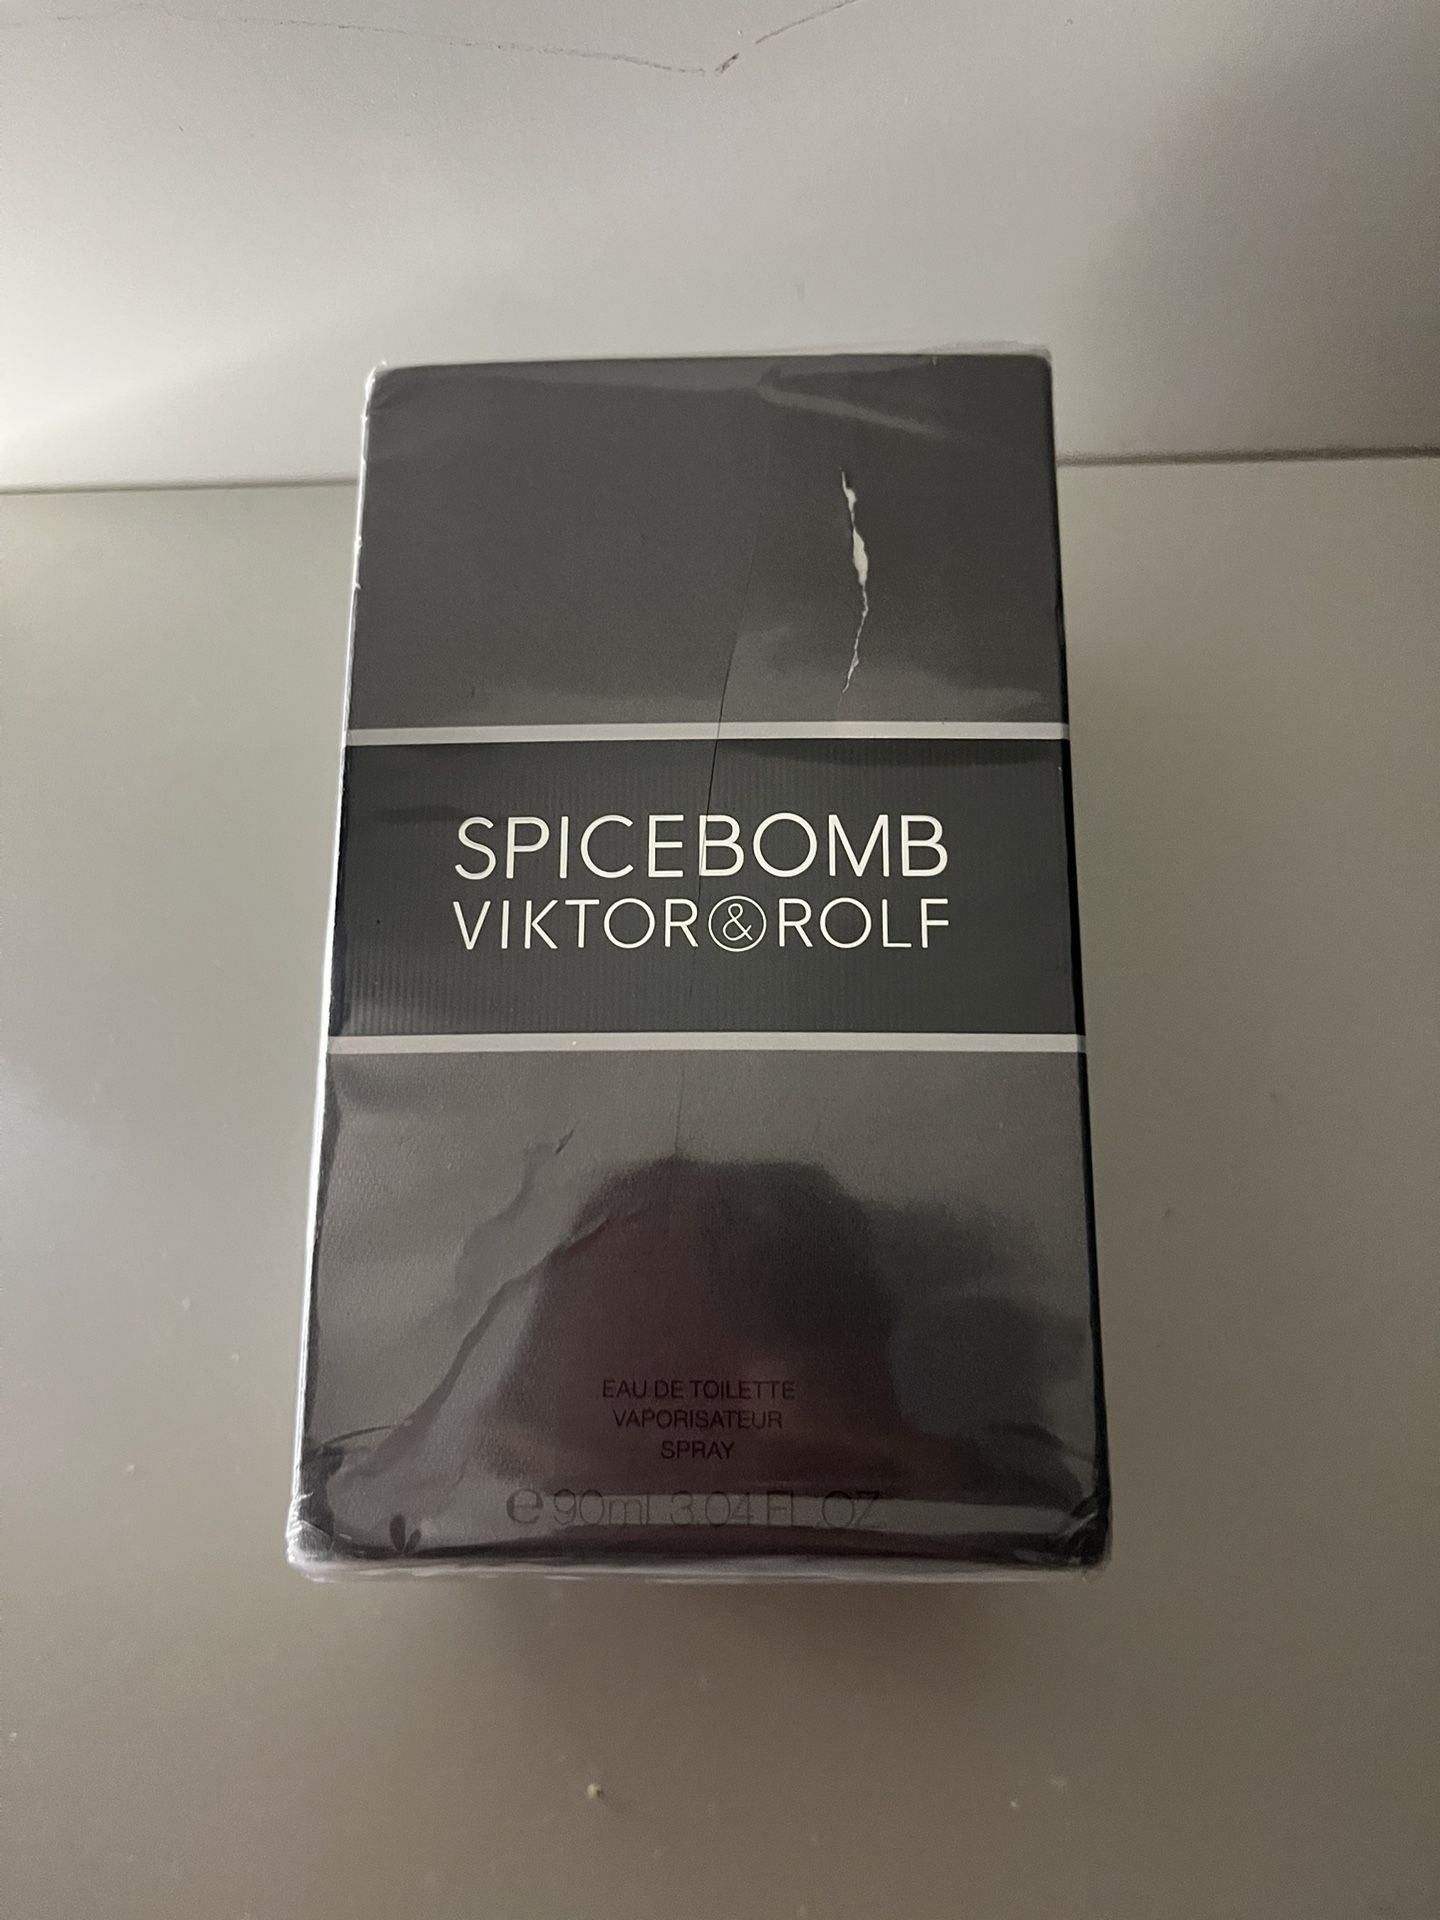 SPICEBOMB
VIKTOR&ROLF
EAU DE TOILETTE
VAPORISATEUR
SPRAY
e 90ml 3.04 FL.OZ